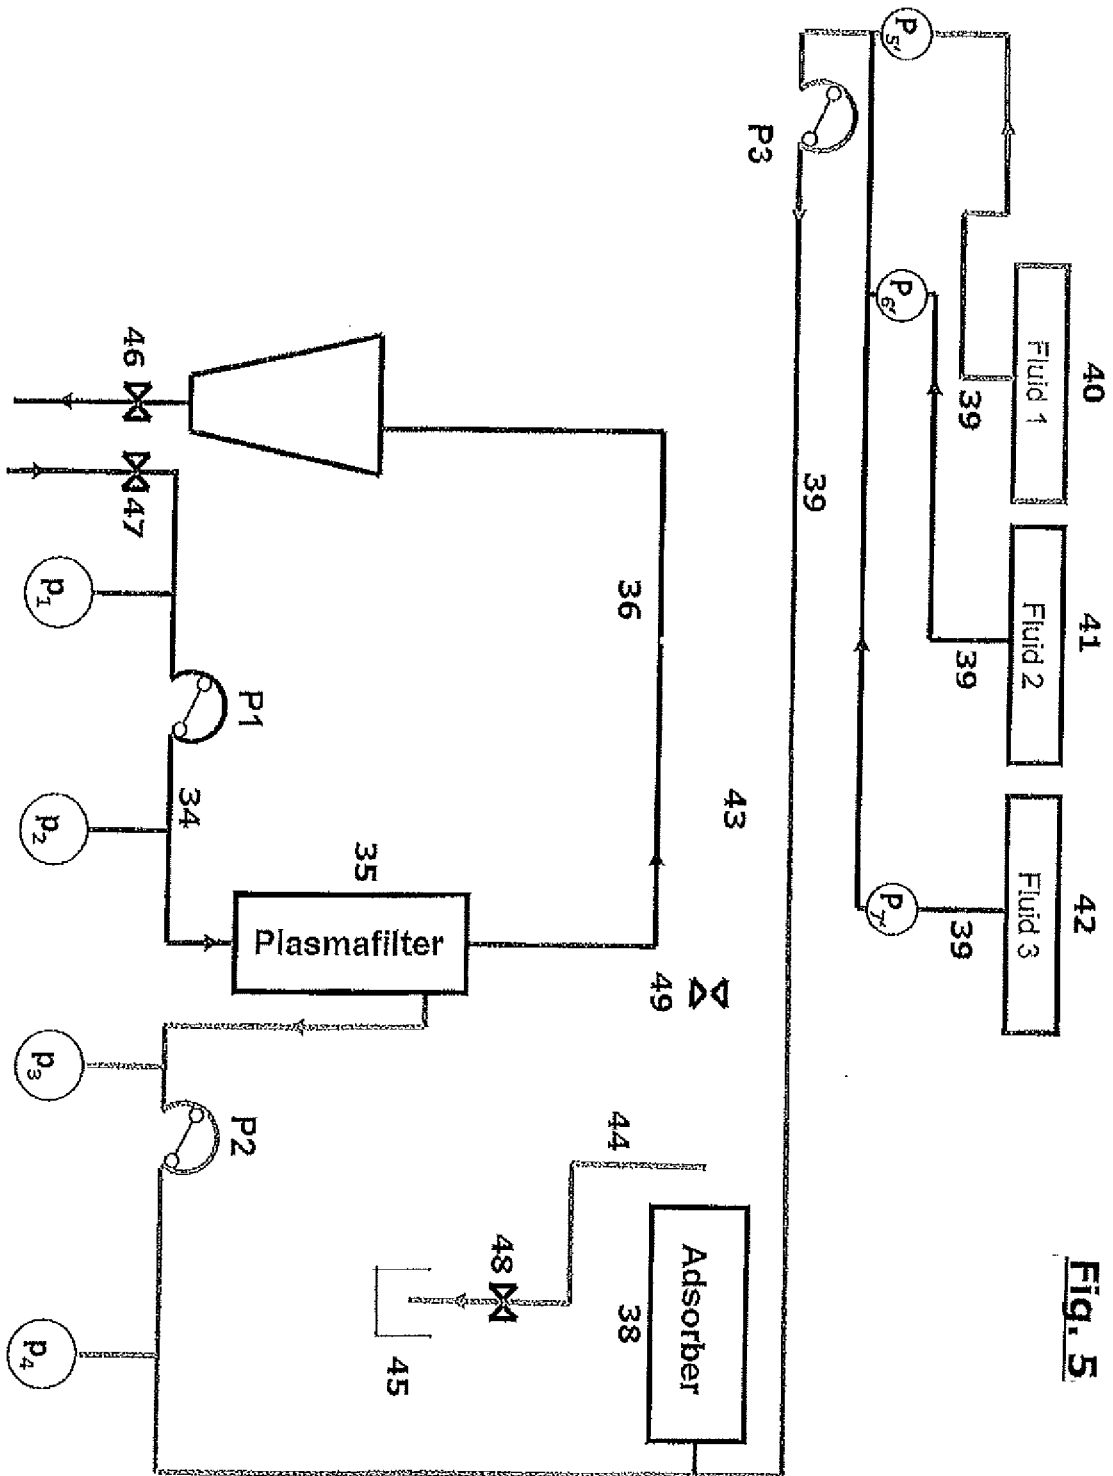 Fig. 5
40
41
42
Fluid 1
Fluid 2
Fluid 3
39
39
39
P5'
P6'
P7'
P3
39
43
49
36
44
Adsorber
38
48
45
35
Plasmafilter
46
47
P1
34
P2
p1
p2
p3
p4